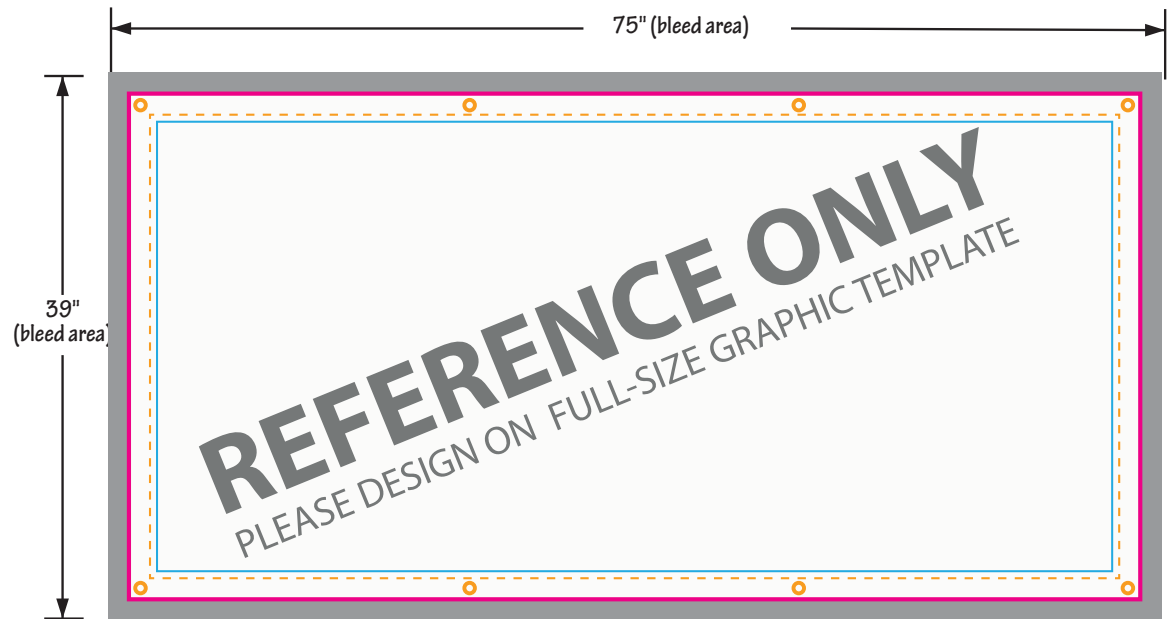 75" (bleed area)
39"
(bleed area)
REFERENCE ONLY
PLEASE DESIGN ON FULL-SIZE GRAPHIC TEMPLATE